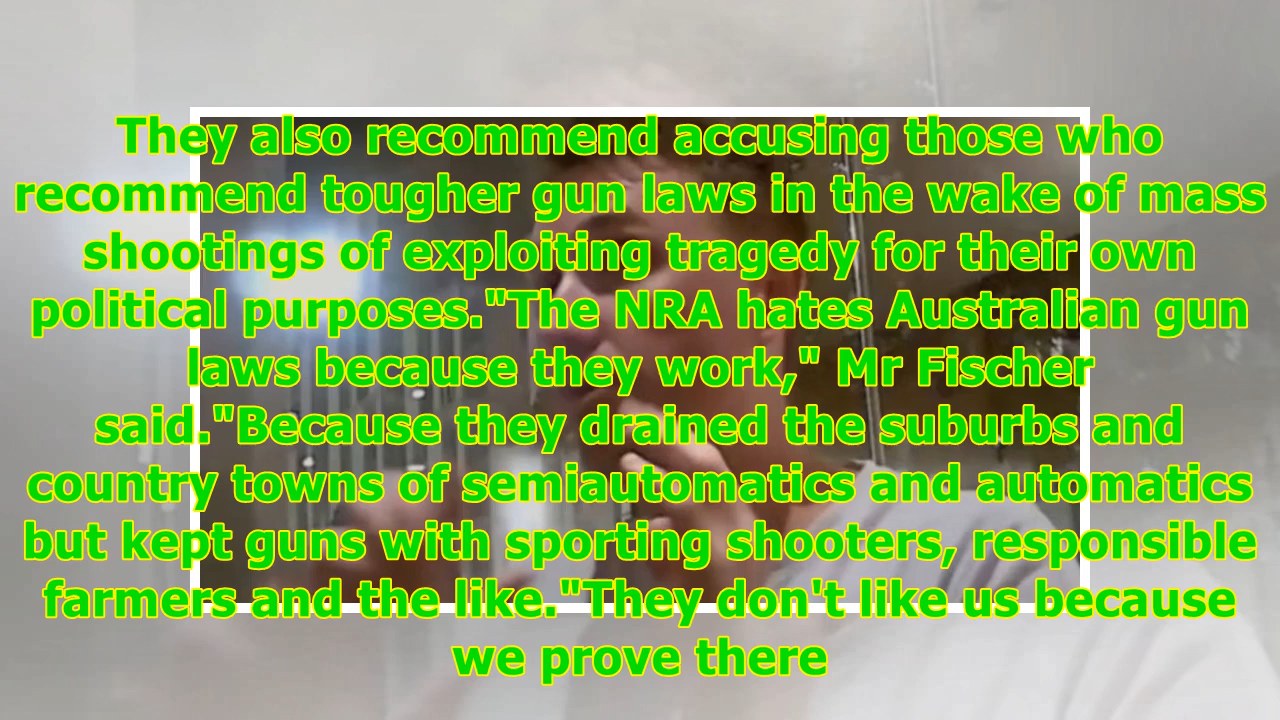 They also recommend accusing those who
recommend tougher gun laws in the wake of mass
shootings of exploiting tragedy for their own
political purposes."The NRA hates Australian gun
laws because they work," Mr Fischer
said."Because they drained the suburbs and
country towns of semiautomatics and automatics
but kept guns with sporting shooters, responsible
farmers and the like."They don't like us because
we prove there